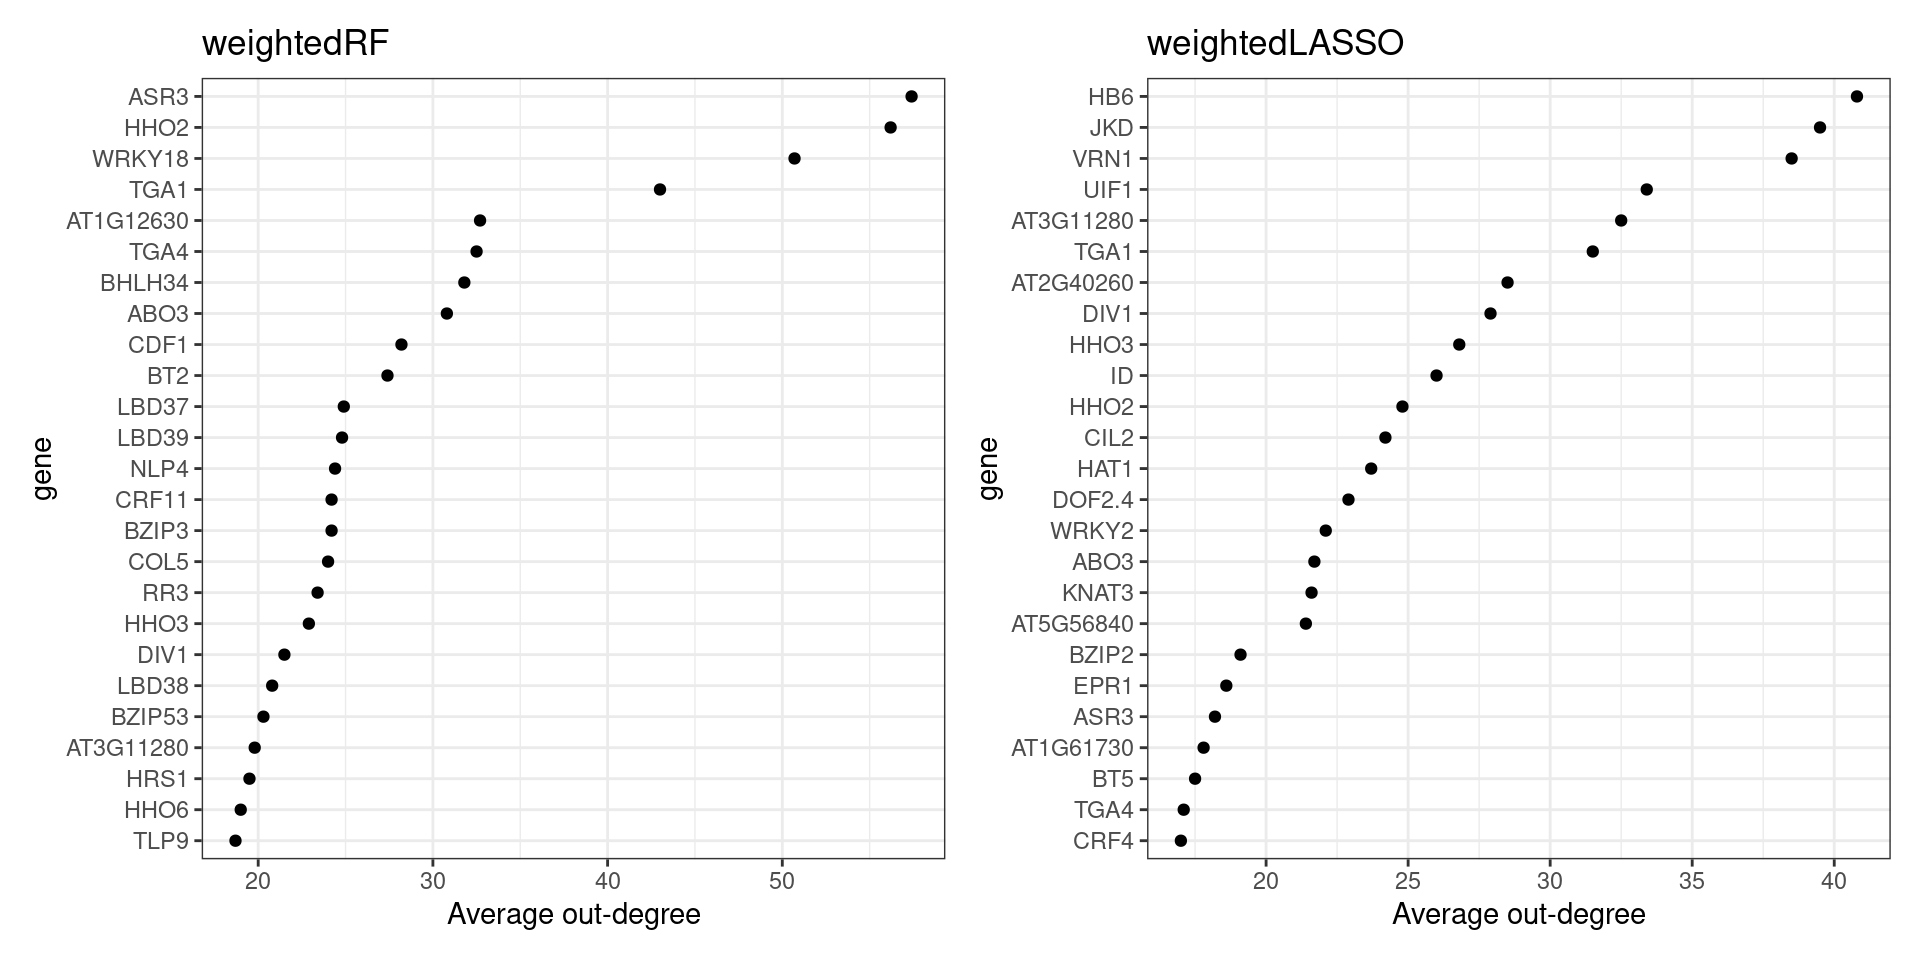 weightedRF
gene
ASR3
HHO2
WRKY18
TGA1
AT1G12630
TGA4
BHLH34
ABO3
CDF1
BT2
LBD37
LBD39
NLP4
CRF11
BZIP3
COL5
RR3
HHO3
DIV1
LBD38
BZIP53
AT3G11280
HRS1
HHO6
TLP9
20 30 40 50
Average out-degree
weightedLASSO
gene
HB6
JKD
VRN1
UIF1
AT3G11280
TGA1
AT2G40260
DIV1
HHO3
ID
HHO2
CIL2
HAT1
DOF2.4
WRKY2
ABO3
KNAT3
AT5G56840
BZIP2
EPR1
ASR3
AT1G61730
BT5
TGA4
CRF4
20 25 30 35 40
Average out-degree